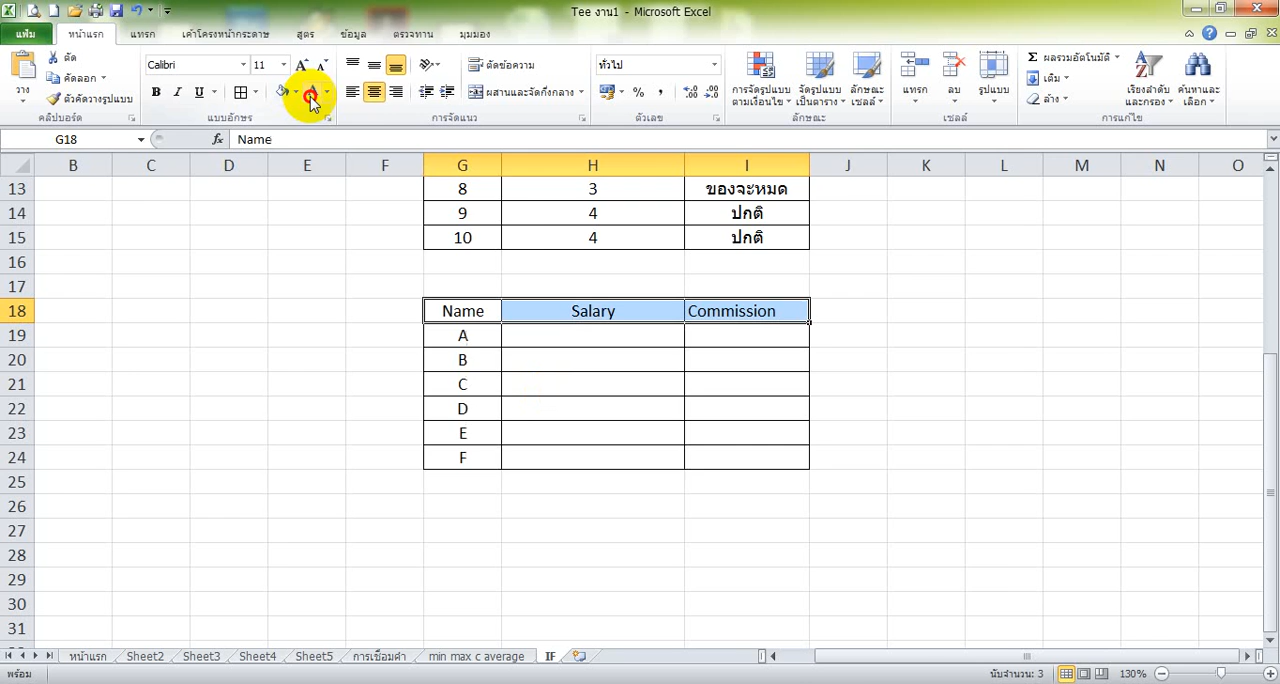 Tee งาน1 - Microsoft Excel
แฟ้ม หน้าแรก แทรก เค้าโครงหน้ากระดาษ สูตร ข้อมูล ตรวจทาน มุมมอง
วาง
ตัด
คัดลอก
ตัวคัดวางรูปแบบ
คลิปบอร์ด
Calibri 11
B I U
แบบอักษร
ตัดข้อความ
ผสานและจัดกึ่งกลาง
การจัดแนว
ทั่วไป
%
ตัวเลข
การจัดรูปแบบตามเงื่อนไข
จัดรูปแบบเป็นตาราง
ลักษณะเซลล์
ลักษณะ
แทรก ลบ รูปแบบ
เซลล์
ผลรวมอัตโนมัติ
เติม
ล้าง
เรียงลำดับและกรอง
ค้นหาและเลือก
การแก้ไข
G18 fx Name
B C D E F G H I J K L M N O
13 8 3 ของจะหมด
14 9 4 ปกติ
15 10 4 ปกติ
16
17
18 Name Salary Commission
19 A
20 B
21 C
22 D
23 E
24 F
25
26
27
28
29
30
31
หน้าแรก Sheet2 Sheet3 Sheet4 Sheet5 การเชื่อมคำ min max c average IF
พร้อม นับจำนวน: 3 130%